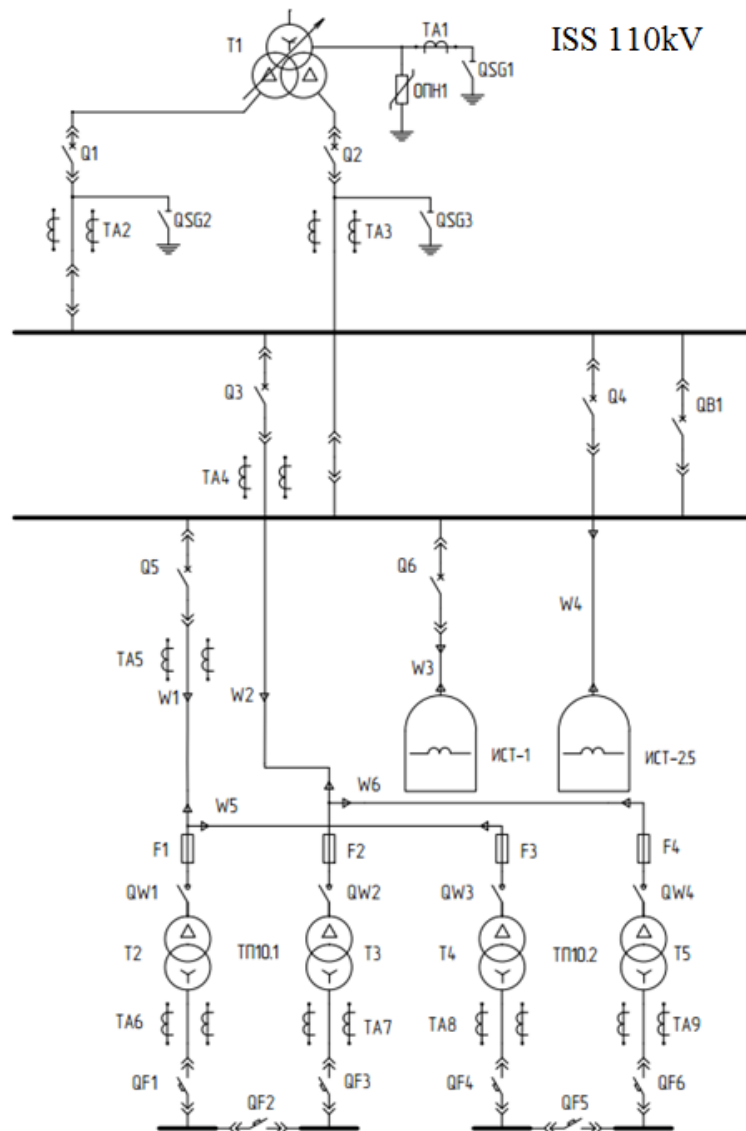 ISS 110kV
T1
TA1
QSG1
ОПН1
Q1
Q2
TA2
QSG2
TA3
QSG3
Q3
Q4
QB1
TA4
Q5
Q6
W4
TA5
W3
W1
W2
ИСТ-1
ИСТ-2.5
W6
W5
F1
F2
F3
F4
QW1
QW2
QW3
QW4
T2
ТП10.1
T3
T4
ТП10.2
T5
TA6
TA7
TA8
TA9
QF1
QF3
QF4
QF6
QF2
QF5